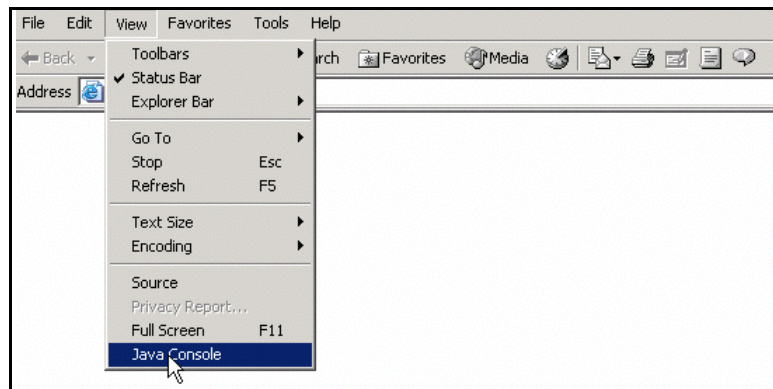 File Edit View Favorites Tools Help
Back rch Favorites Media
Address
Toolbars
Status Bar
Explorer Bar
Go To
Stop Esc
Refresh F5
Text Size
Encoding
Source
Privacy Report...
Full Screen F11
Java Console